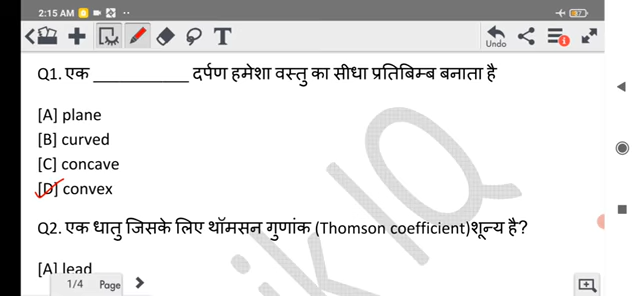 2:15 AM
Undo
Q1. एक ____________ दर्पण हमेशा वस्तु का सीधा प्रतिबिम्ब बनाता है
[A] plane
[B] curved
[C] concave
[D] convex
Q2. एक धातु जिसके लिए थॉमसन गुणांक (Thomson coefficient)शून्य है?
[A] lead
1/4 Page